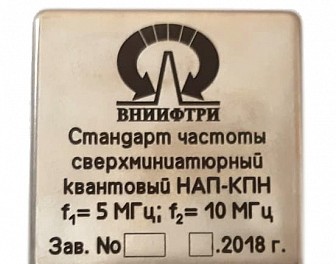 ВНИИФТРИ
Стандарт частоты
сверхминиатюрный
квантовый НАП-КПН
f₁= 5 МГц; f₂= 10 МГц
Зав. No .2018 г.